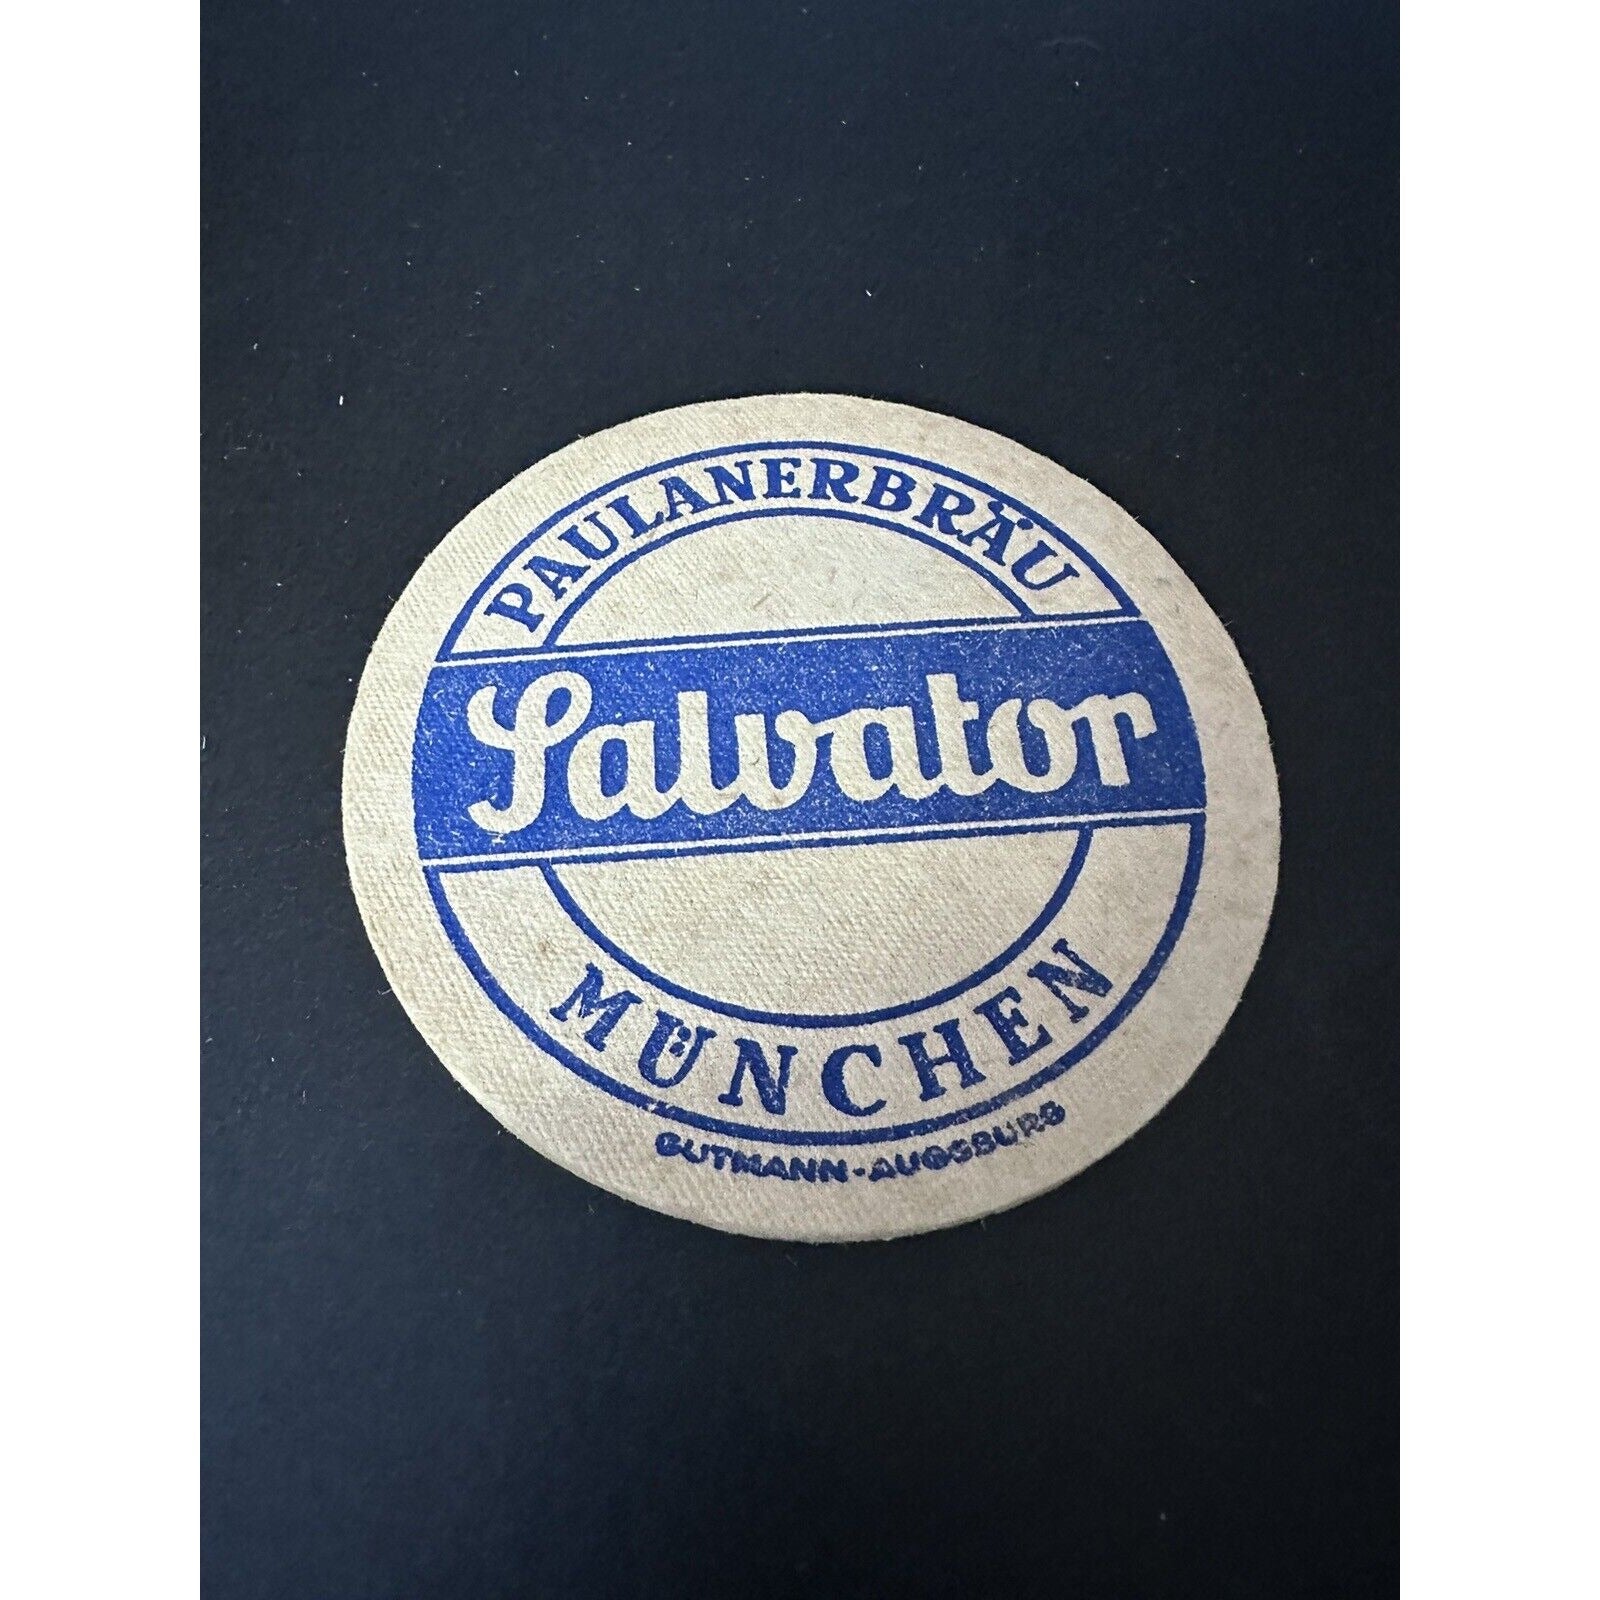 PAULANERBRÄU
Salvator
MÜNCHEN
GUTMANN-AUGSBURG